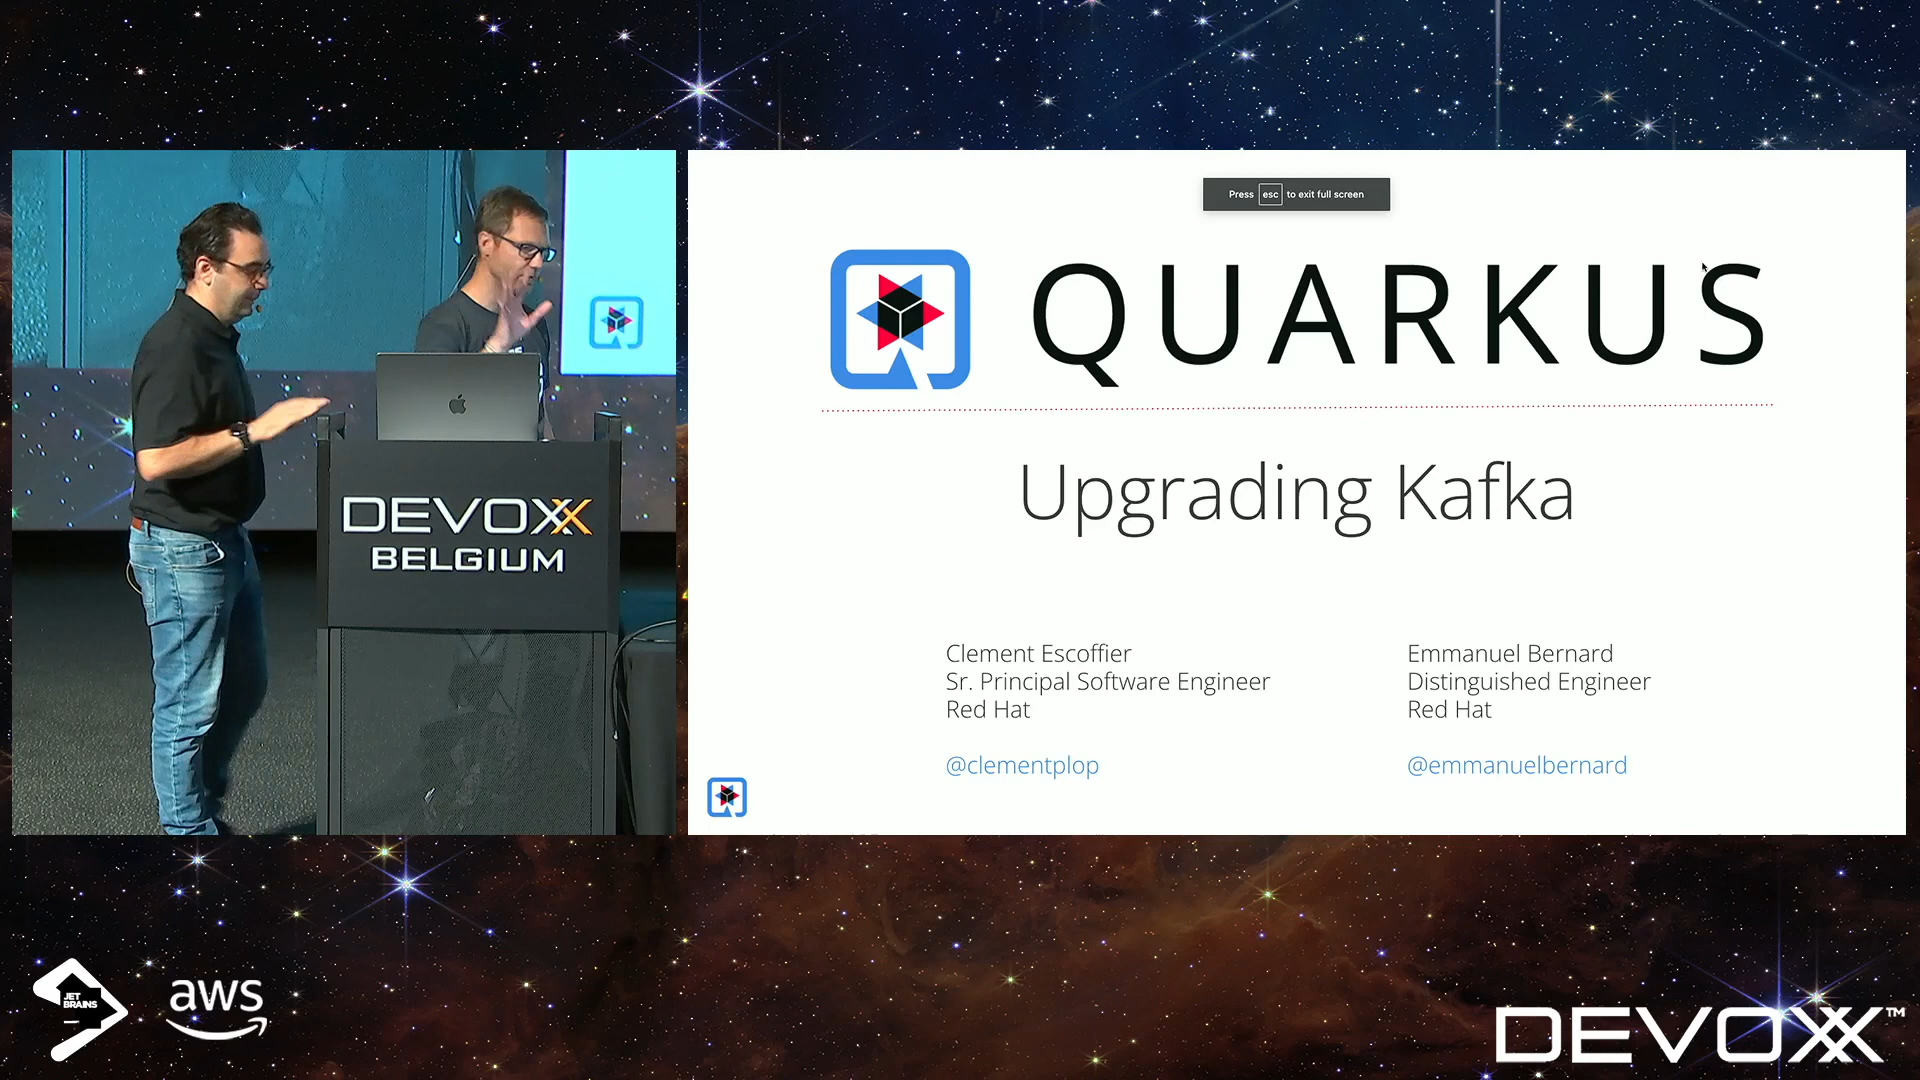 Press esc to exit full screen
QUARKUS
Upgrading Kafka
Clement Escoffier
Sr. Principal Software Engineer
Red Hat
@clementplop
Emmanuel Bernard
Distinguished Engineer
Red Hat
@emmanuelbernard
DEVOXX
BELGIUM
JET
BRAINS
aws
DEVOXX™